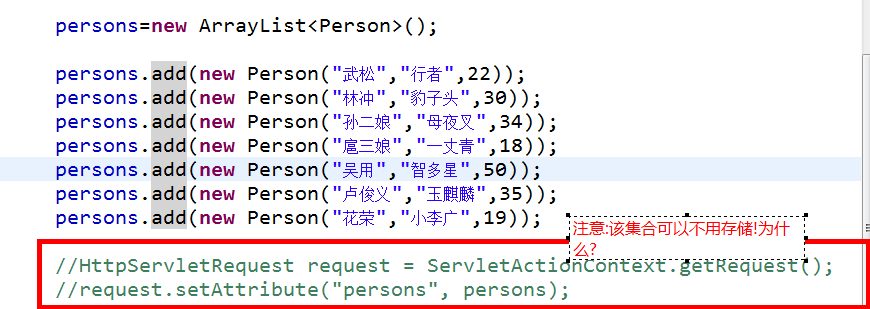 persons=new ArrayList<Person>();
persons.add(new Person("武松","行者",22));
persons.add(new Person("林冲","豹子头",30));
persons.add(new Person("孙二娘","母夜叉",34));
persons.add(new Person("扈三娘","一丈青",18));
persons.add(new Person("吴用","智多星",50));
persons.add(new Person("卢俊义","玉麒麟",35));
persons.add(new Person("花荣","小李广",19));
注意:该集合可以不用存储!为什
么?
//HttpServletRequest request = ServletActionContext.getRequest();
//request.setAttribute("persons", persons);